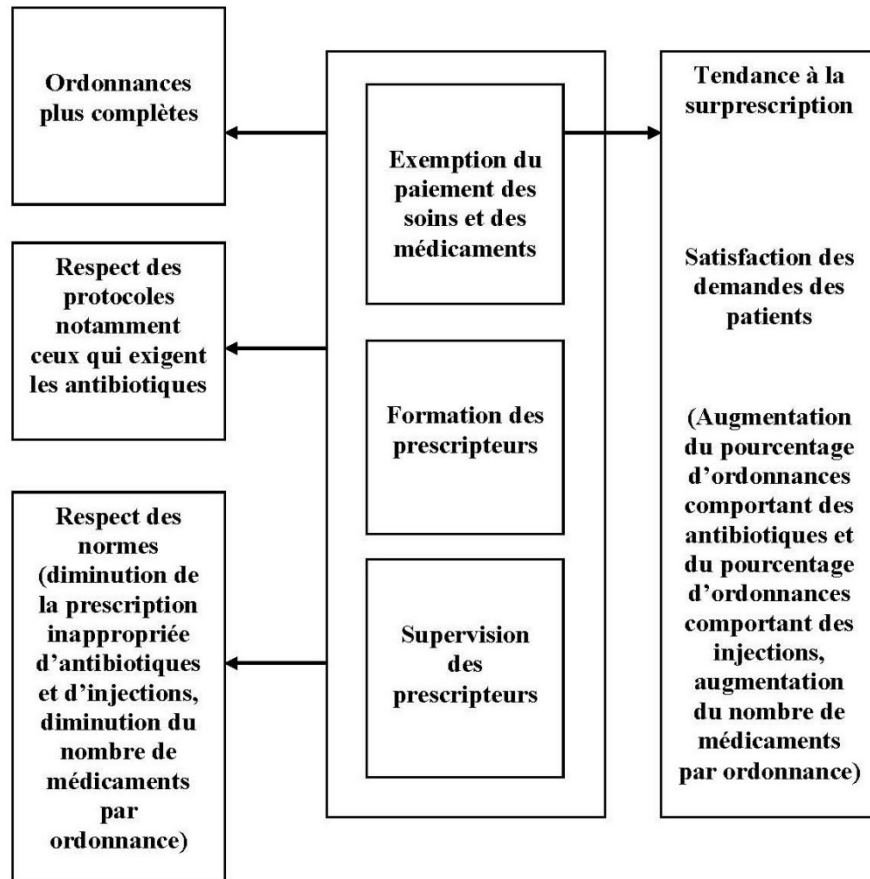 Ordonnances
plus complètes
Respect des
protocoles
notamment
ceux qui exigent
les antibiotiques
Respect des
normes
(diminution de
la prescription
inappropriée
d’antibiotiques
et d’injections,
diminution du
nombre de
médicaments
par
ordonnance)
Exemption du
paiement des
soins et des
médicaments
Formation des
prescripteurs
Supervision
des
prescripteurs
Tendance à la
surprescription
Satisfaction des
demandes des
patients
(Augmentation
du pourcentage
d’ordonnances
comportant des
antibiotiques et
du pourcentage
d’ordonnances
comportant des
injections,
augmentation
du nombre de
médicaments
par ordonnance)